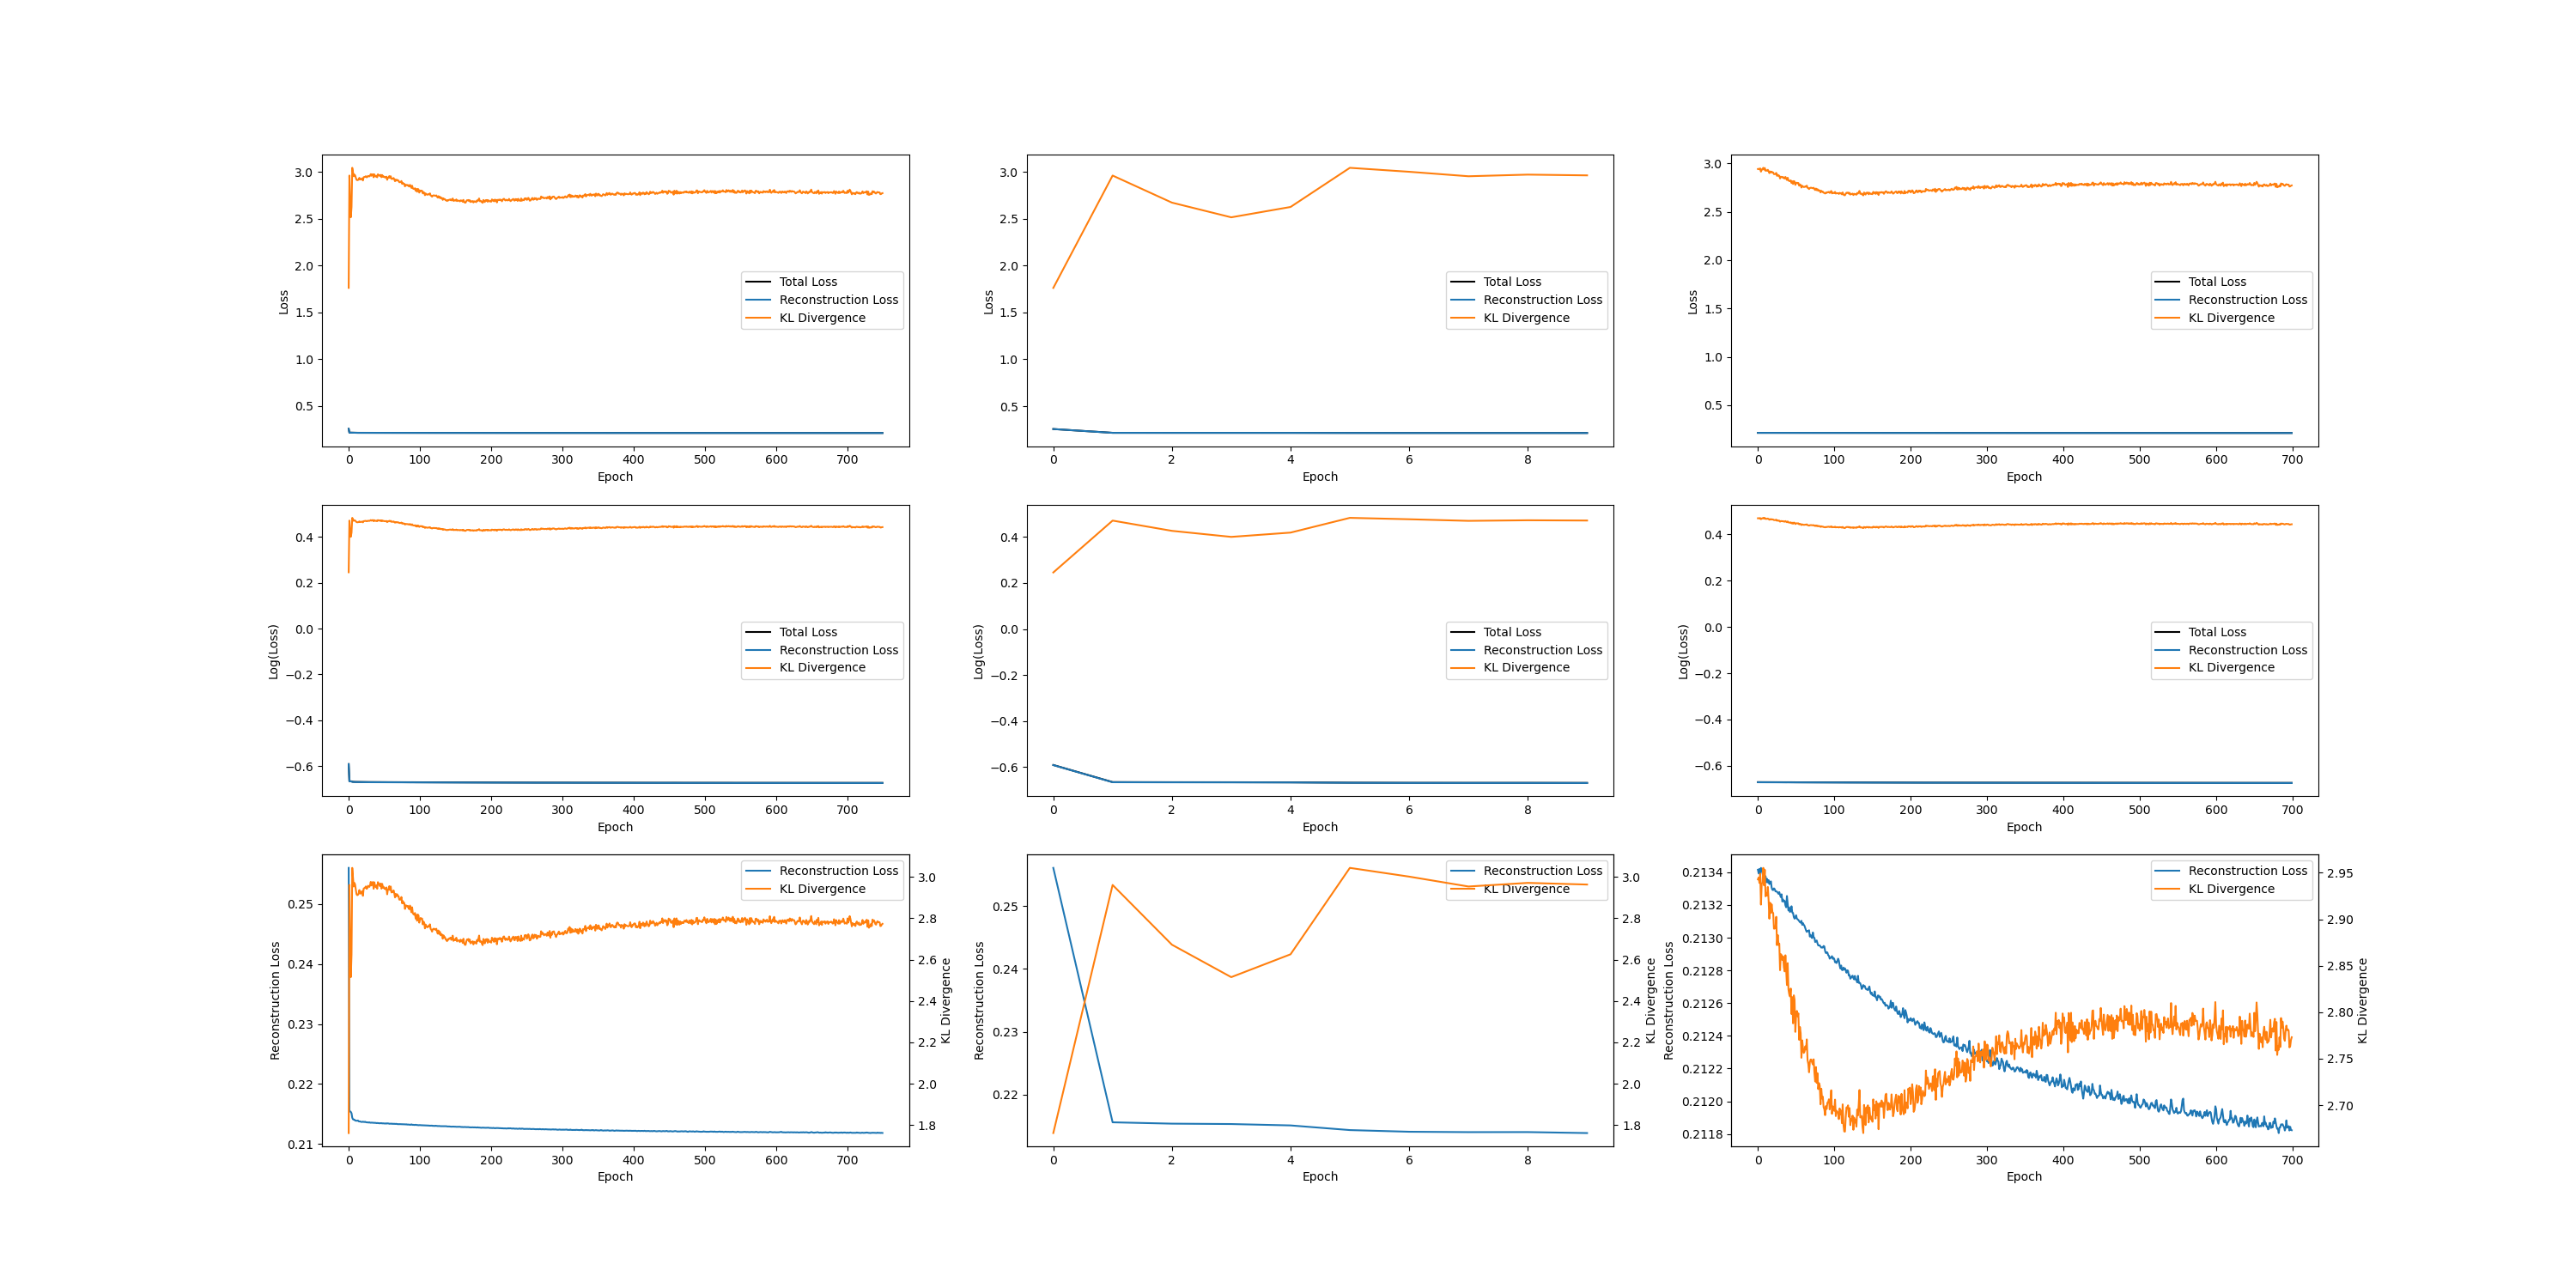 3.0
2.5
2.0
1.5
1.0
0.5
Loss
0 100 200 300 400 500 600 700
Epoch
Total Loss
Reconstruction Loss
KL Divergence
3.0
2.5
2.0
1.5
1.0
0.5
Loss
0 2 4 6 8
Epoch
Total Loss
Reconstruction Loss
KL Divergence
3.0
2.5
2.0
1.5
1.0
0.5
Loss
0 100 200 300 400 500 600 700
Epoch
Total Loss
Reconstruction Loss
KL Divergence
0.4
0.2
0.0
−0.2
−0.4
−0.6
Log(Loss)
0 100 200 300 400 500 600 700
Epoch
Total Loss
Reconstruction Loss
KL Divergence
0.4
0.2
0.0
−0.2
−0.4
−0.6
Log(Loss)
0 2 4 6 8
Epoch
Total Loss
Reconstruction Loss
KL Divergence
0.4
0.2
0.0
−0.2
−0.4
−0.6
Log(Loss)
0 100 200 300 400 500 600 700
Epoch
Total Loss
Reconstruction Loss
KL Divergence
0.25
0.24
0.23
0.22
0.21
Reconstruction Loss
0 100 200 300 400 500 600 700
Epoch
Reconstruction Loss
KL Divergence
3.0
2.8
2.6
2.4
2.2
2.0
1.8
KL Divergence
0.25
0.24
0.23
0.22
Reconstruction Loss
0 2 4 6 8
Epoch
Reconstruction Loss
KL Divergence
3.0
2.8
2.6
2.4
2.2
2.0
1.8
KL Divergence
0.2134
0.2132
0.2130
0.2128
0.2126
0.2124
0.2122
0.2120
0.2118
Reconstruction Loss
0 100 200 300 400 500 600 700
Epoch
Reconstruction Loss
KL Divergence
2.95
2.90
2.85
2.80
2.75
2.70
KL Divergence